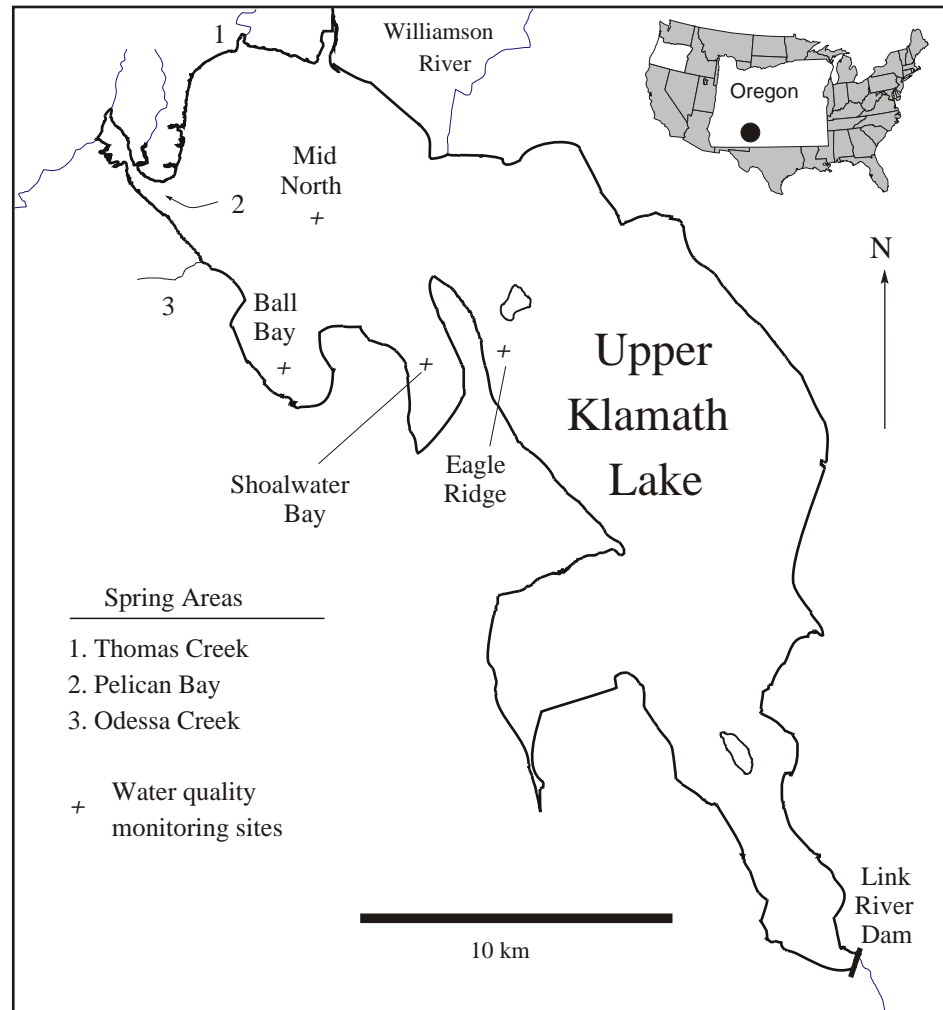 1
Williamson
River
Oregon
Mid
North
+
2
N
3
Ball
Bay
+
+
+
Upper
Klamath
Lake
Shoalwater
Bay
Eagle
Ridge
Spring Areas
1. Thomas Creek
2. Pelican Bay
3. Odessa Creek
+ Water quality
monitoring sites
Link
River
Dam
10 km